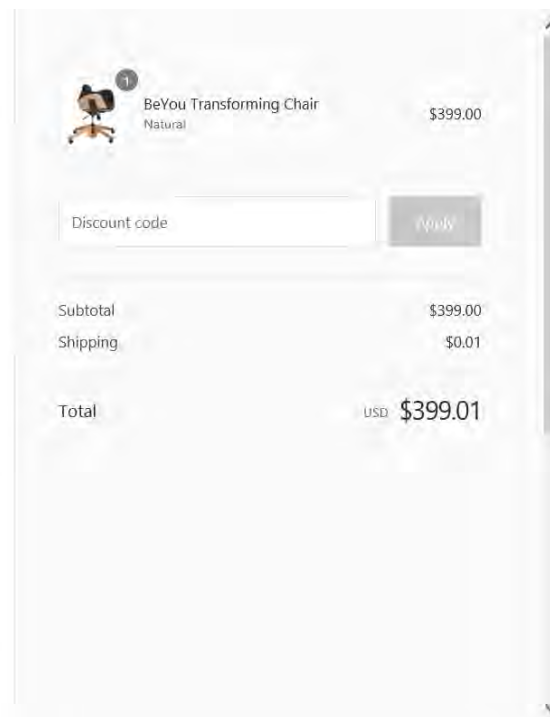 1
BeYou Transforming Chair
$399.00
Natural
Discount code
Apply
Subtotal $399.00
Shipping $0.01
Total USD $399.01